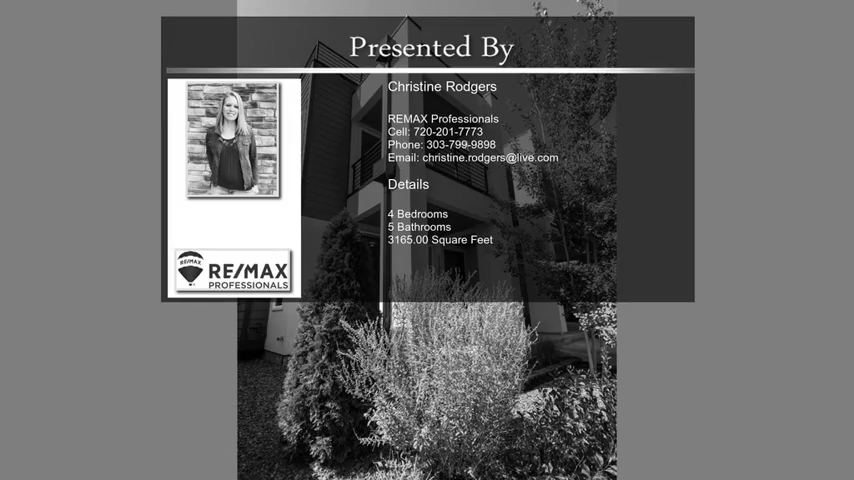 Presented By
Christine Rodgers
REMAX Professionals
Cell: 720-201-7773
Phone: 303-799-9898
Email: christine.rodgers@live.com
Details
4 Bedrooms
5 Bathrooms
3165.00 Square Feet
RE/MAX
RE/MAX
PROFESSIONALS